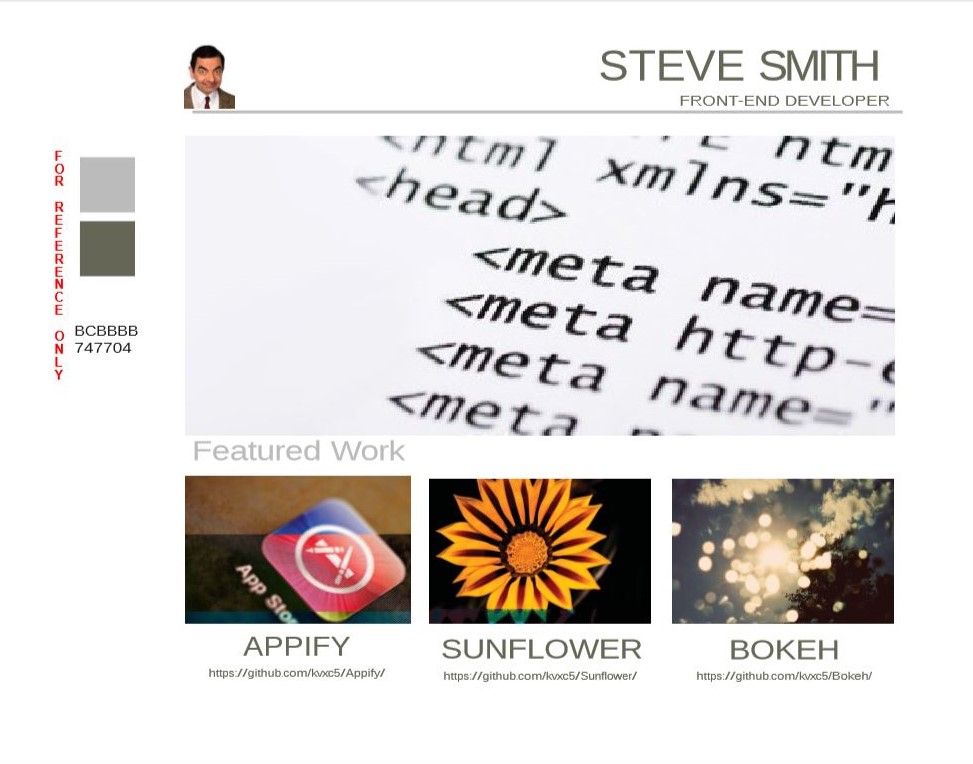 STEVE SMITH
FRONT-END DEVELOPER
FOR REFERENCE ONLY
BCBBBB
747704
<html
htm
<head>
xmlns="h
<meta name=
<meta http-e
<meta name="
<meta
Featured Work
App Stor
APPIFY
SUNFLOWER
BOKEH
https://github.com/kvxc5/Appify/
https://github.com/kvxc5/Sunflower/
https://github.com/kvxc5/Bokeh/